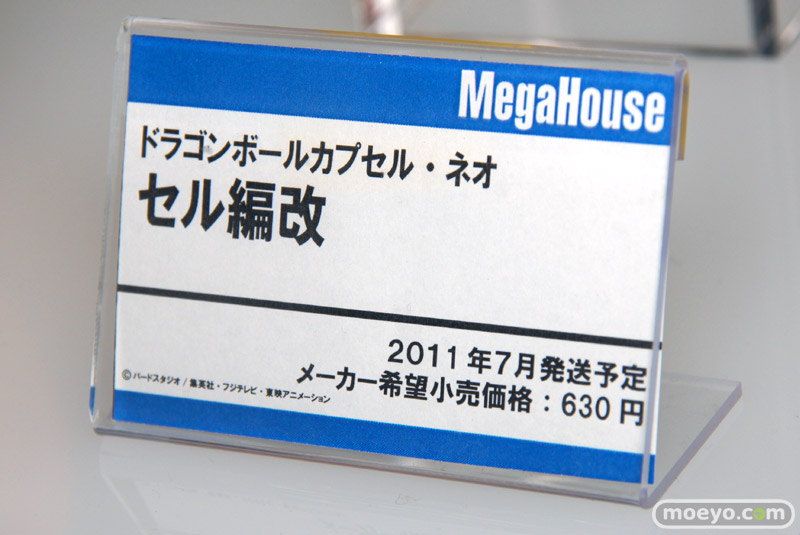 MegaHouse
ドラゴンボールカプセル・ネオ
セル編改
2011年7月発送予定
メーカー希望小売価格：630円
©バードスタジオ / 集英社・フジテレビ・東映アニメーション
moeyo.com